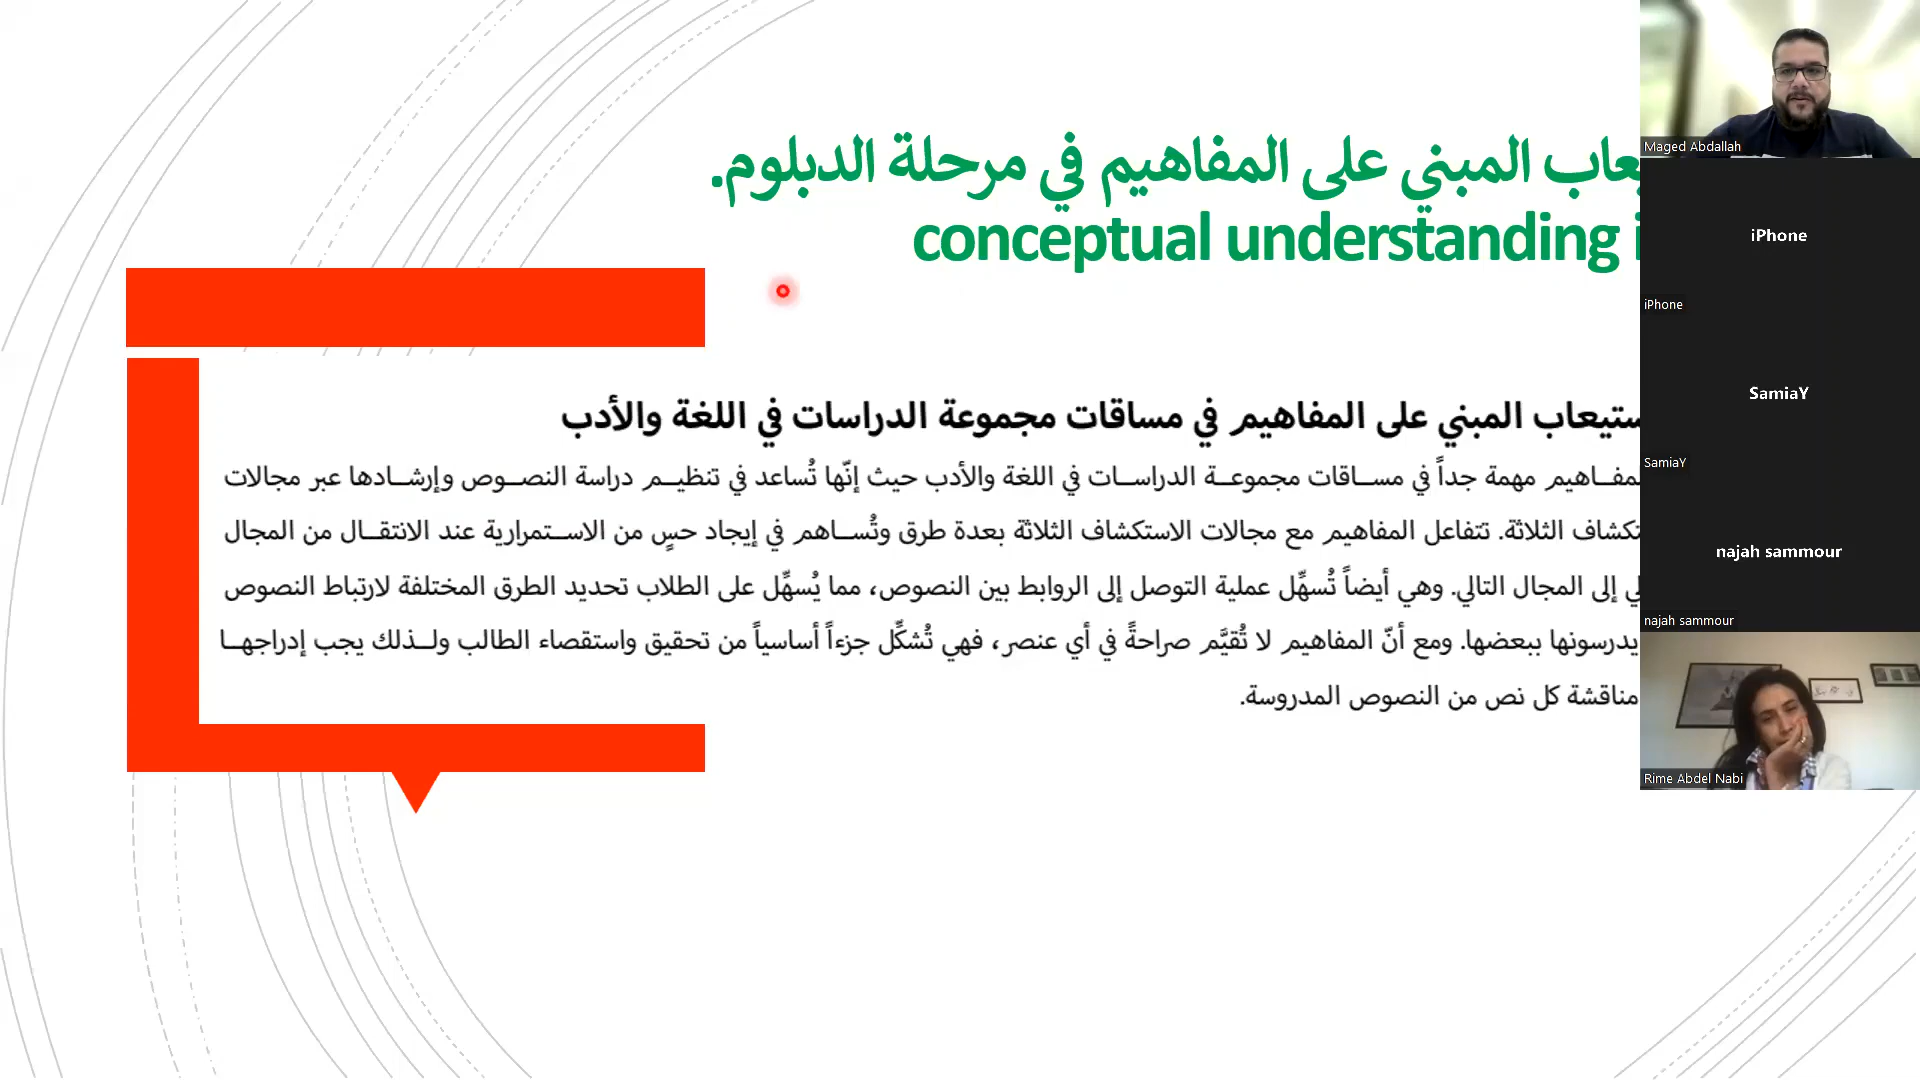 المبني على المفاهيم في مرحلة الدبلوم.
conceptual understanding
المبني على المفاهيم في مساقات مجموعة الدراسات في اللغة والأدب
مهمة جداً في مساقات مجموعة الدراسات في اللغة والأدب حيث إنّها تُساعد في تنظيم دراسة النصوص وإرشادها عبر مجالات
الثلاثة. تتفاعل المفاهيم مع مجالات الاستكشاف الثلاثة بعدة طرق وتُساهم في إيجاد حسٍ من الاستمرارية عند الانتقال من المجال
إلى المجال التالي. وهي أيضاً تُسهِّل عملية التوصل إلى الروابط بين النصوص، مما يُسهِّل على الطلاب تحديد الطرق المختلفة لارتباط النصوص
يدرسونها ببعضها. ومع أنّ المفاهيم لا تُقيَّم صراحةً في أي عنصر، فهي تُشكِّل جزءاً أساسياً من تحقيق واستقصاء الطالب ولذلك يجب إدراجها
مناقشة كل نص من النصوص المدروسة.
Maged Abdallah
iPhone
iPhone
SamiaY
SamiaY
najah sammour
najah sammour
Rime Abdel Nabi